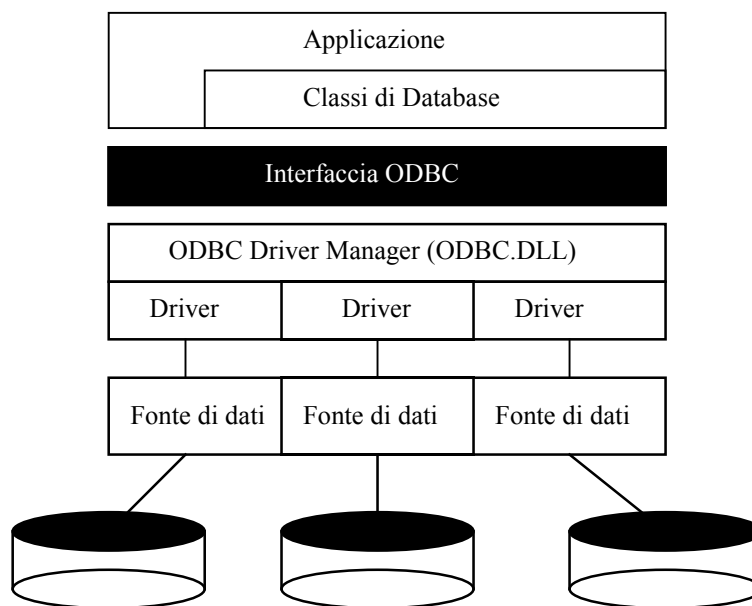 Applicazione
Classi di Database
Interfaccia ODBC
ODBC Driver Manager (ODBC.DLL)
Driver Driver Driver
Fonte di dati Fonte di dati Fonte di dati